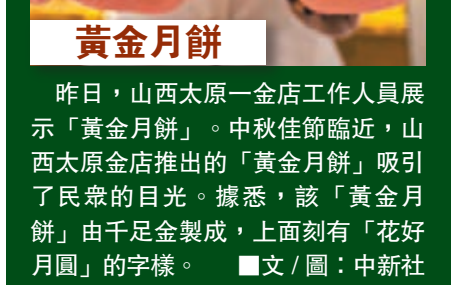 黃金月餅
昨日，山西太原一金店工作人員展
示「黃金月餅」。中秋佳節臨近，山
西太原金店推出的「黃金月餅」吸引
了民衆的目光。據悉，該「黃金月
餅」由千足金製成，上面刻有「花好
月圓」的字樣。 ■文 / 圖：中新社